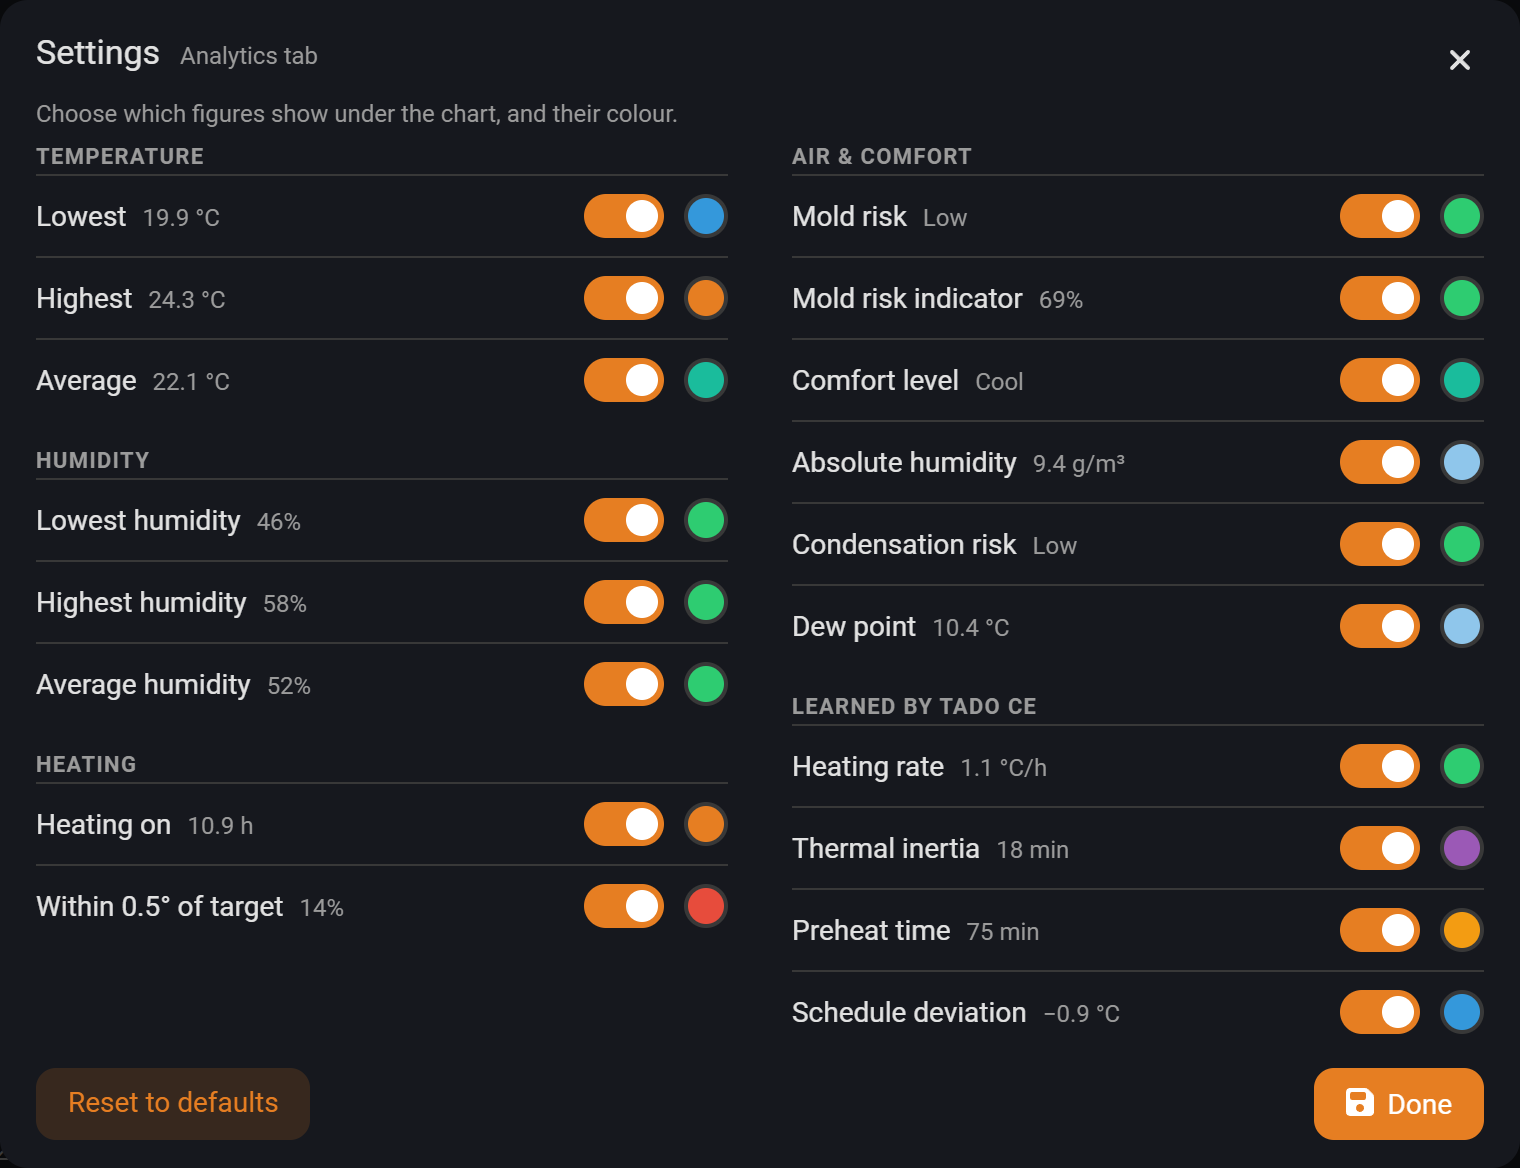 Settings Analytics tab
Choose which figures show under the chart, and their colour.
TEMPERATURE
Lowest 19.9 °C
Highest 24.3 °C
Average 22.1 °C
HUMIDITY
Lowest humidity 46%
Highest humidity 58%
Average humidity 52%
HEATING
Heating on 10.9 h
Within 0.5° of target 14%
AIR & COMFORT
Mold risk Low
Mold risk indicator 69%
Comfort level Cool
Absolute humidity 9.4 g/m³
Condensation risk Low
Dew point 10.4 °C
LEARNED BY TADO CE
Heating rate 1.1 °C/h
Thermal inertia 18 min
Preheat time 75 min
Schedule deviation −0.9 °C
Reset to defaults
Done